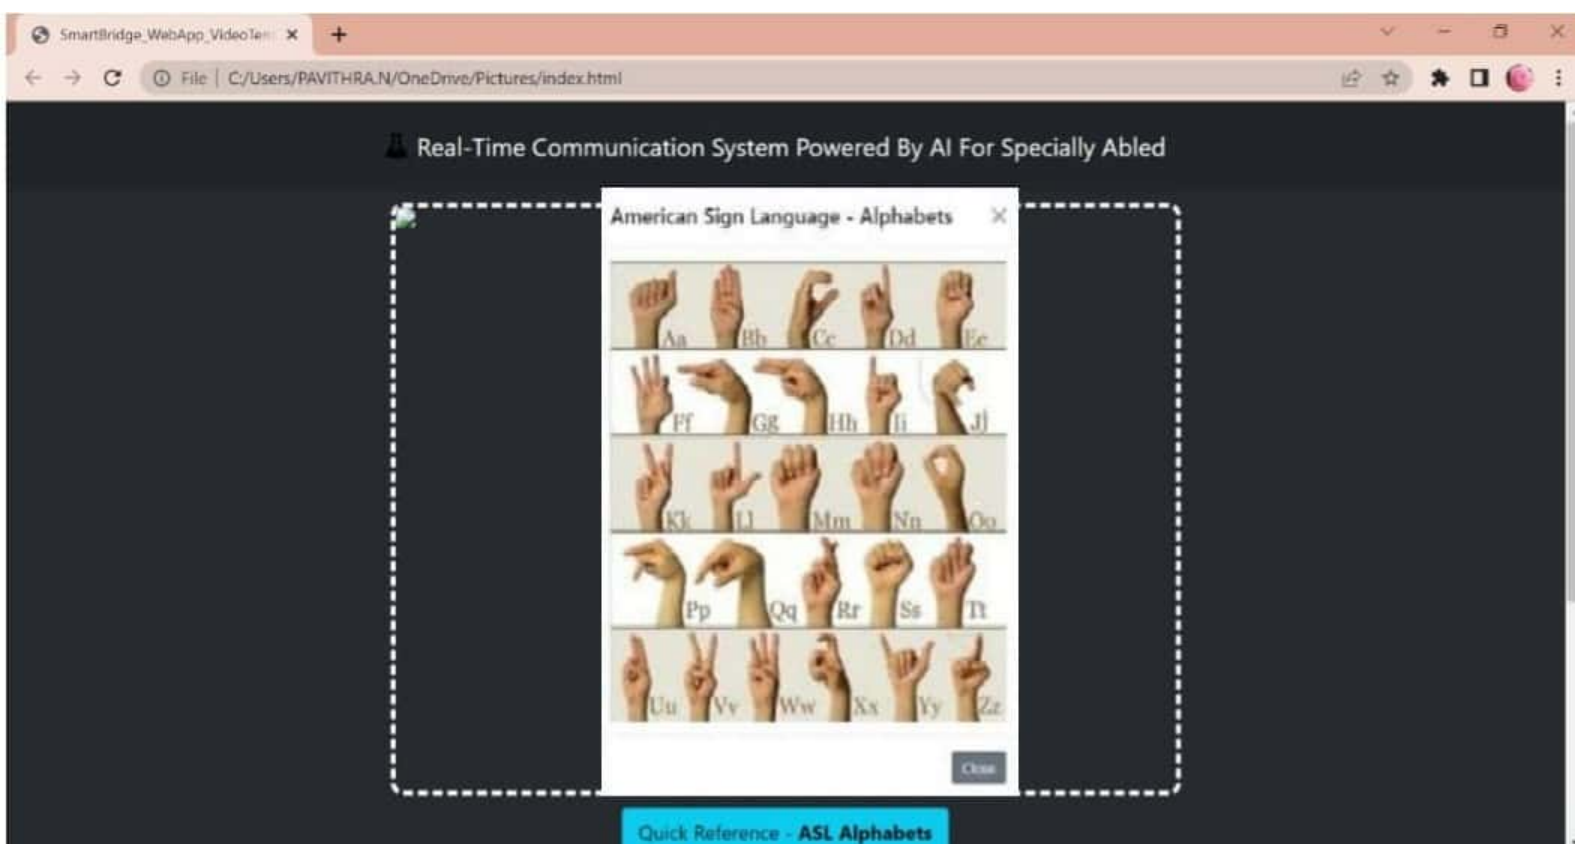 SmartBridge_WebApp_VideoTem
File | C:/Users/PAVITHRA.N/OneDrive/Pictures/index.html
Real-Time Communication System Powered By AI For Specially Abled
American Sign Language - Alphabets
Aa Bb Cc Dd Ee
Ff Gg Hh Ii Jj
Kk Ll Mm Nn Oo
Pp Qq Rr Ss Tt
Uu Vv Ww Xx Yy Zz
Close
Quick Reference - ASL Alphabets